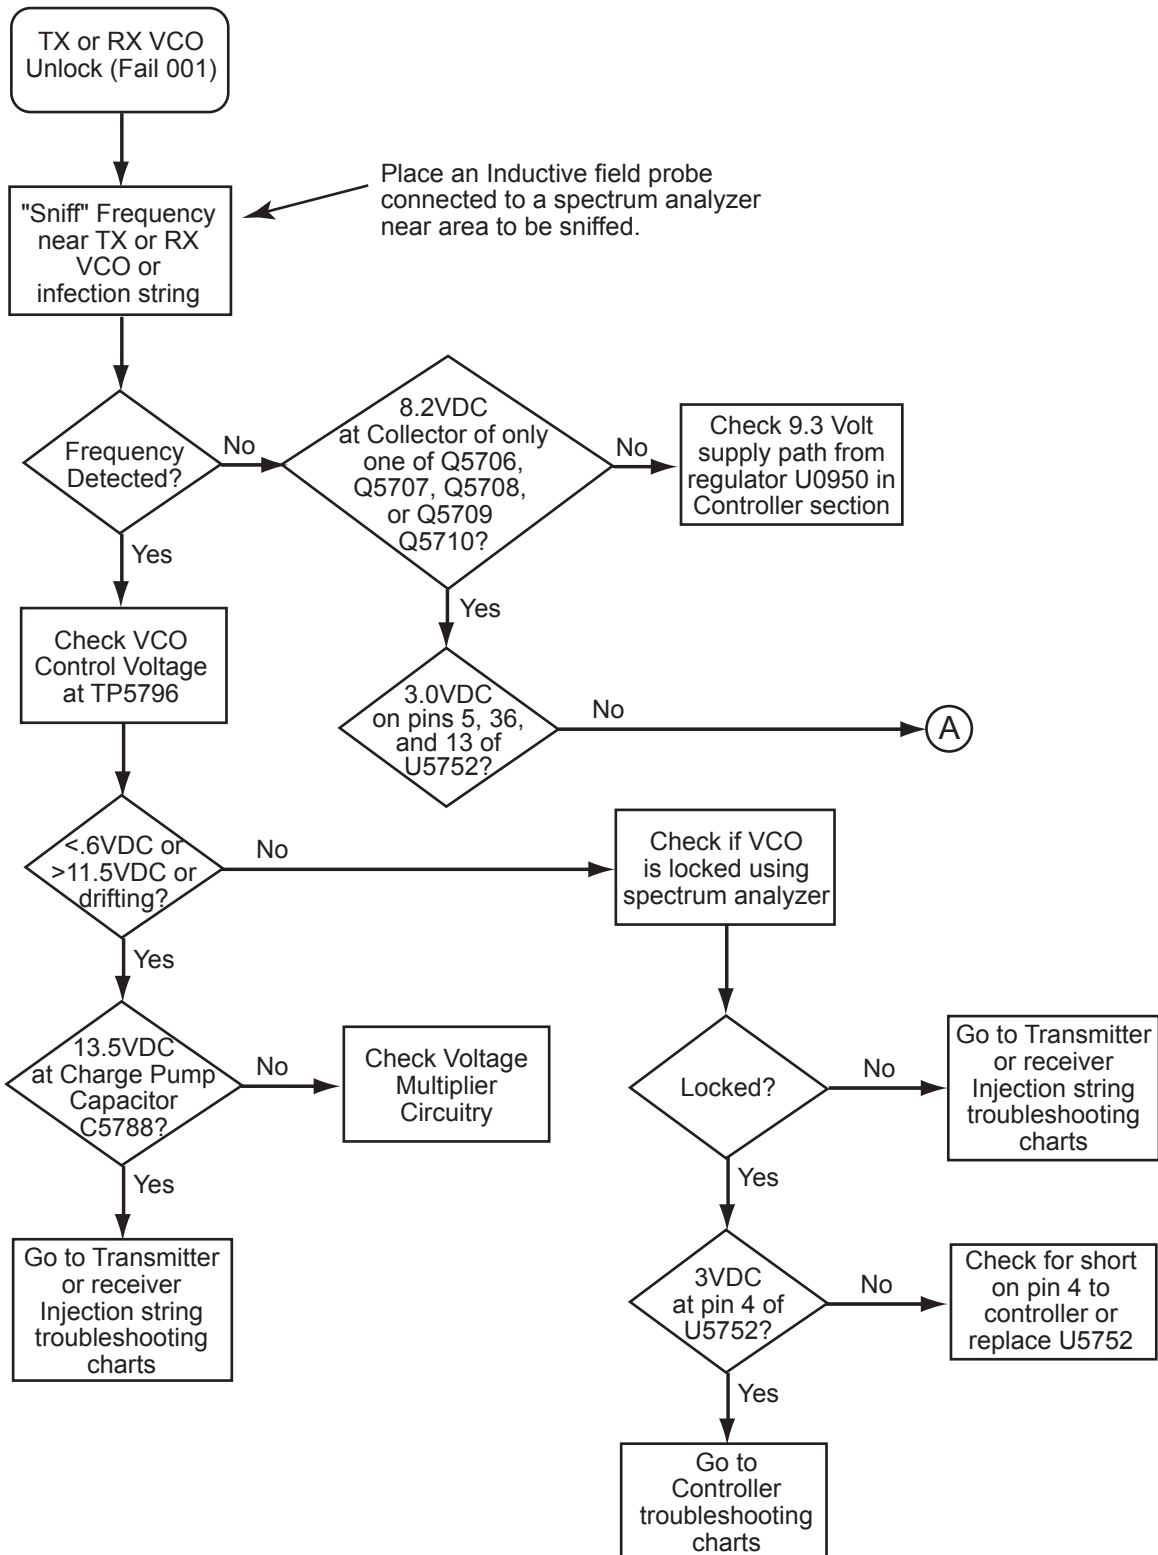 TX or RX VCO
Unlock (Fail 001)
Place an Inductive field probe
connected to a spectrum analyzer
near area to be sniffed.
"Sniff" Frequency
near TX or RX
VCO or
infection string
8.2VDC
at Collector of only
one of Q5706,
Q5707, Q5708,
or Q5709
Q5710?
Check 9.3 Volt
supply path from
regulator U0950 in
Controller section
Frequency
Detected?
No
No
Yes
Yes
Check VCO
Control Voltage
at TP5796
3.0VDC
on pins 5, 36,
and 13 of
U5752?
No
A
<.6VDC or
>11.5VDC or
drifting?
No
Check if VCO
is locked using
spectrum analyzer
Yes
13.5VDC
at Charge Pump
Capacitor
C5788?
No
Check Voltage
Multiplier
Circuitry
Locked?
No
Go to Transmitter
or receiver
Injection string
troubleshooting
charts
Yes
Yes
Go to Transmitter
or receiver
Injection string
troubleshooting
charts
3VDC
at pin 4 of
U5752?
No
Check for short
on pin 4 to
controller or
replace U5752
Yes
Go to
Controller
troubleshooting
charts